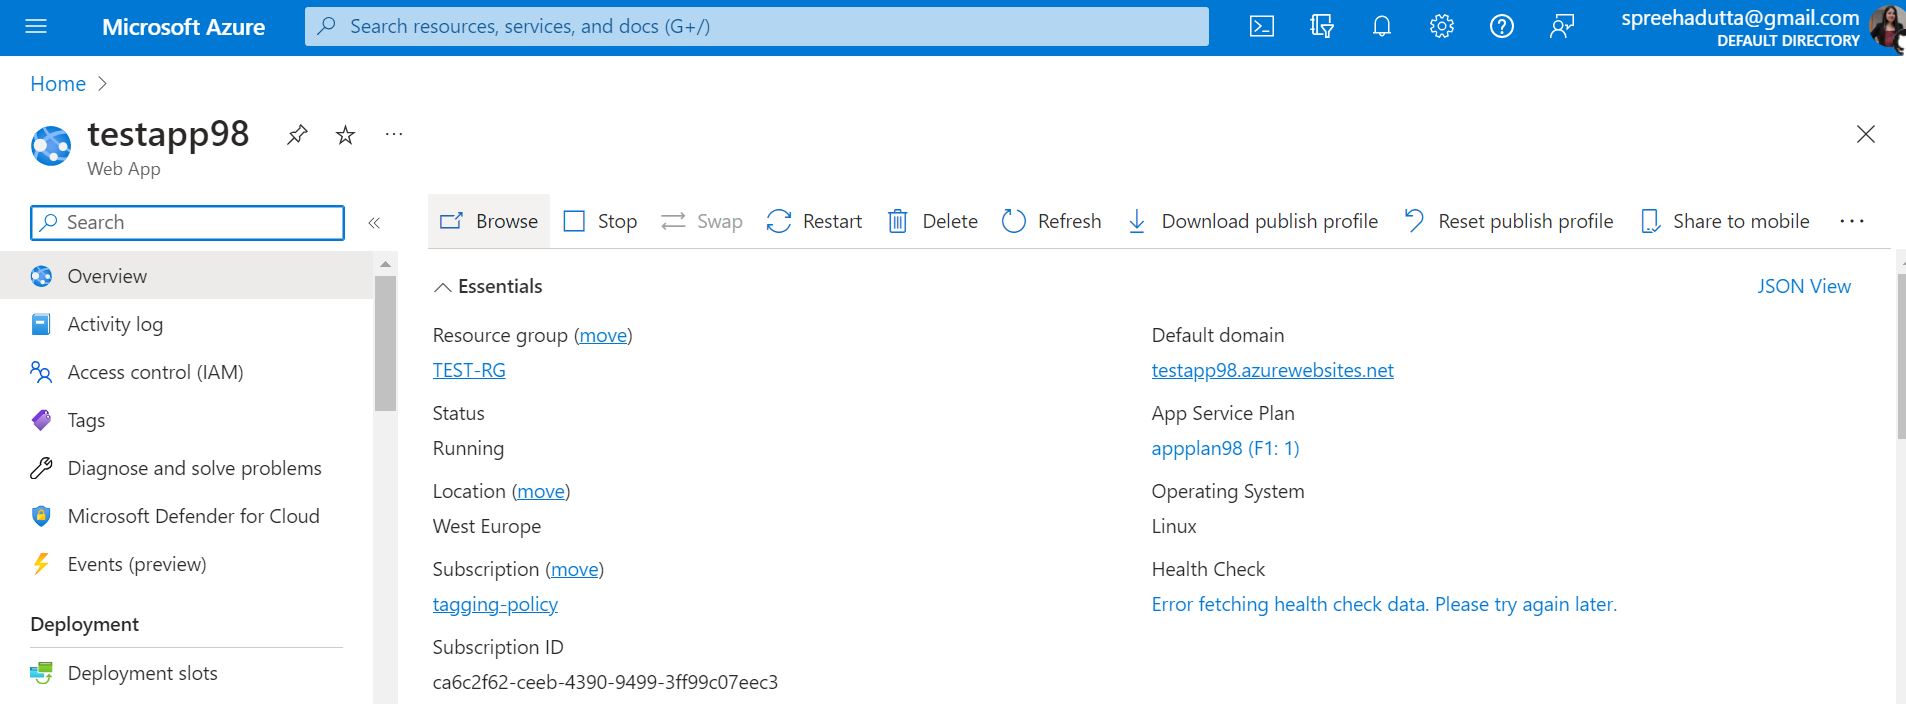 Microsoft Azure
Search resources, services, and docs (G+/)
spreehadutta@gmail.com
DEFAULT DIRECTORY
Home
testapp98
Web App
Search
Overview
Activity log
Access control (IAM)
Tags
Diagnose and solve problems
Microsoft Defender for Cloud
Events (preview)
Deployment
Deployment slots
Browse Stop Swap Restart Delete Refresh Download publish profile Reset publish profile Share to mobile
Essentials
JSON View
Resource group (move)
TEST-RG
Status
Running
Location (move)
West Europe
Subscription (move)
tagging-policy
Subscription ID
ca6c2f62-ceeb-4390-9499-3ff99c07eec3
Default domain
testapp98.azurewebsites.net
App Service Plan
appplan98 (F1: 1)
Operating System
Linux
Health Check
Error fetching health check data. Please try again later.